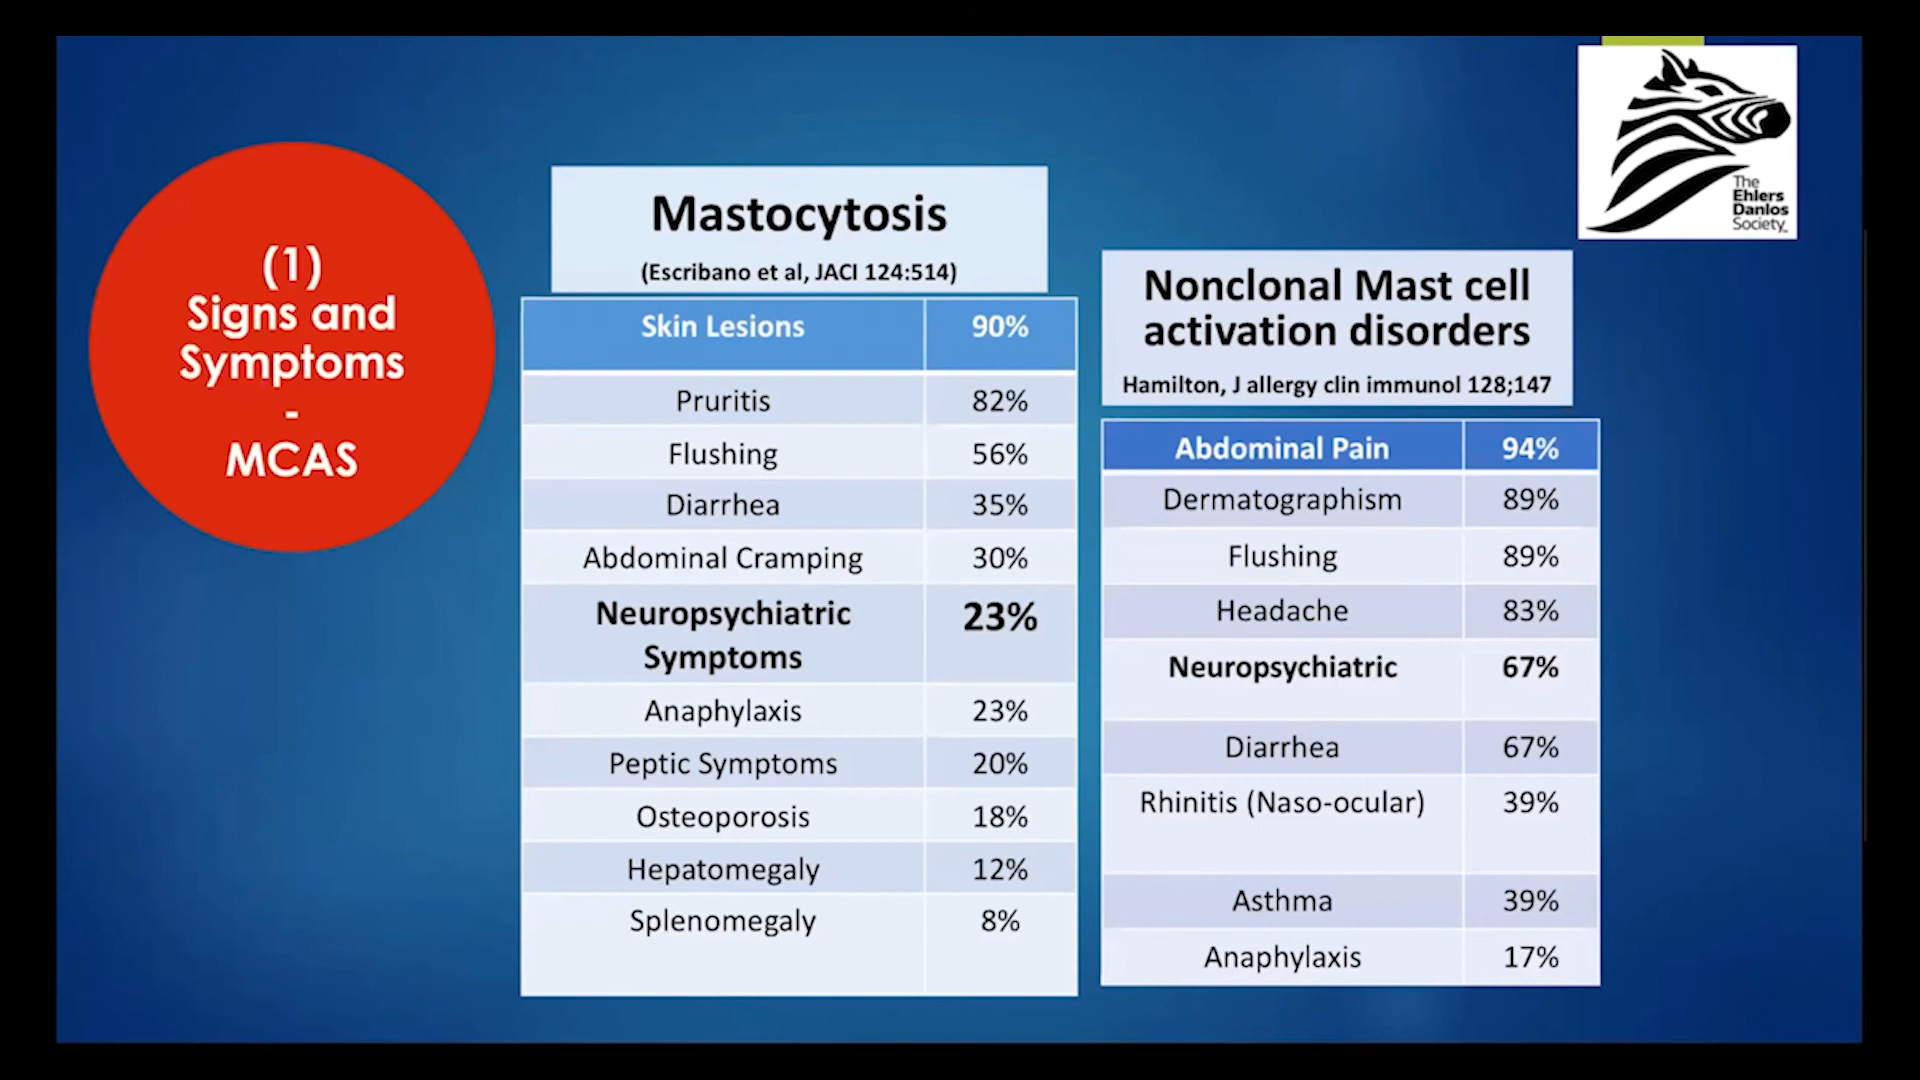 (1)
Signs and
Symptoms
-
MCAS
Mastocytosis
(Escribano et al, JACI 124:514)
Skin Lesions 90%
Pruritis 82%
Flushing 56%
Diarrhea 35%
Abdominal Cramping 30%
Neuropsychiatric 23%
Symptoms
Anaphylaxis 23%
Peptic Symptoms 20%
Osteoporosis 18%
Hepatomegaly 12%
Splenomegaly 8%
Nonclonal Mast cell
activation disorders
Hamilton, J allergy clin immunol 128;147
Abdominal Pain 94%
Dermatographism 89%
Flushing 89%
Headache 83%
Neuropsychiatric 67%
Diarrhea 67%
Rhinitis (Naso-ocular) 39%
Asthma 39%
Anaphylaxis 17%
The
Ehlers
Danlos
Society